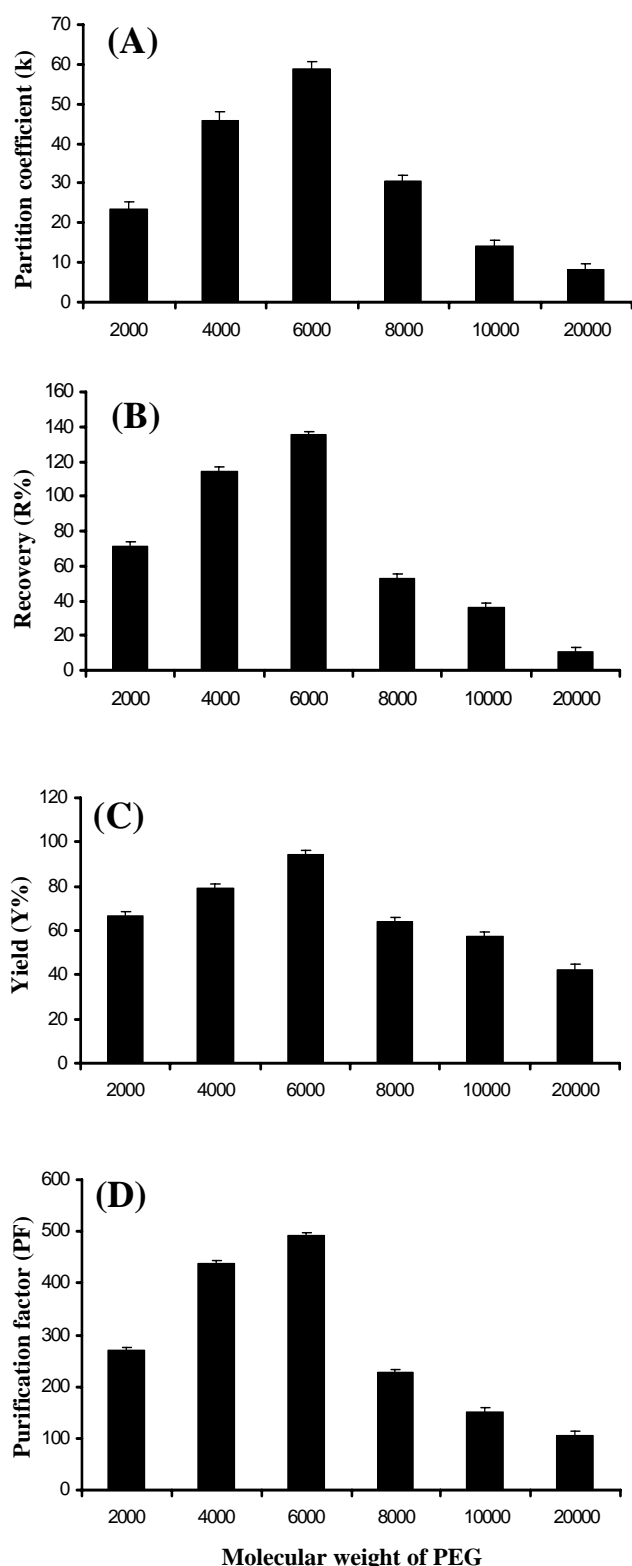 (A)
Partition coefficient (k)
70
60
50
40
30
20
10
0
2000 4000 6000 8000 10000 20000
(B)
Recovery (R%)
160
140
120
100
80
60
40
20
0
2000 4000 6000 8000 10000 20000
(C)
Yield (Y%)
120
100
80
60
40
20
0
2000 4000 6000 8000 10000 20000
(D)
Purification factor (PF)
600
500
400
300
200
100
0
2000 4000 6000 8000 10000 20000
Molecular weight of PEG